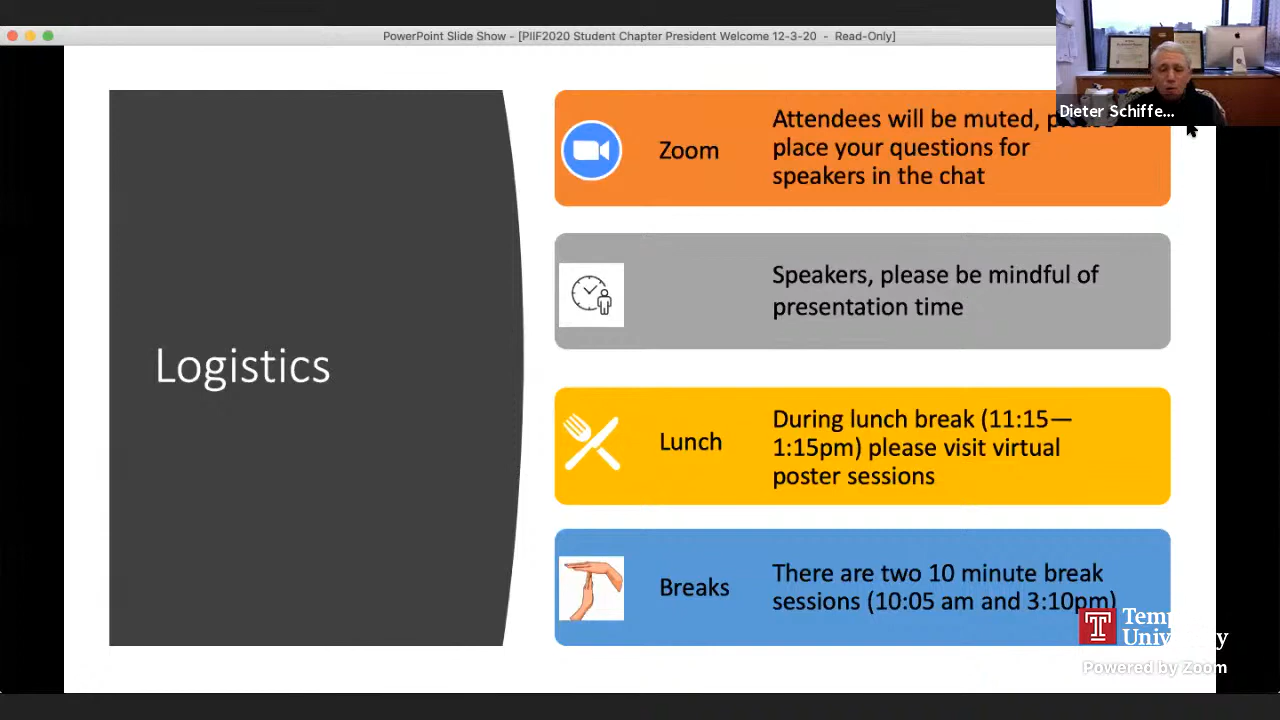 PowerPoint Slide Show - [PIIF2020 Student Chapter President Welcome 12-3-20 - Read-Only]
Dieter Schiffe...
Logistics
Zoom
Attendees will be muted, please
place your questions for
speakers in the chat
Speakers, please be mindful of
presentation time
Lunch
During lunch break (11:15—
1:15pm) please visit virtual
poster sessions
Breaks
There are two 10 minute break
sessions (10:05 am and 3:10pm)
T
Temple
University
Powered by Zoom